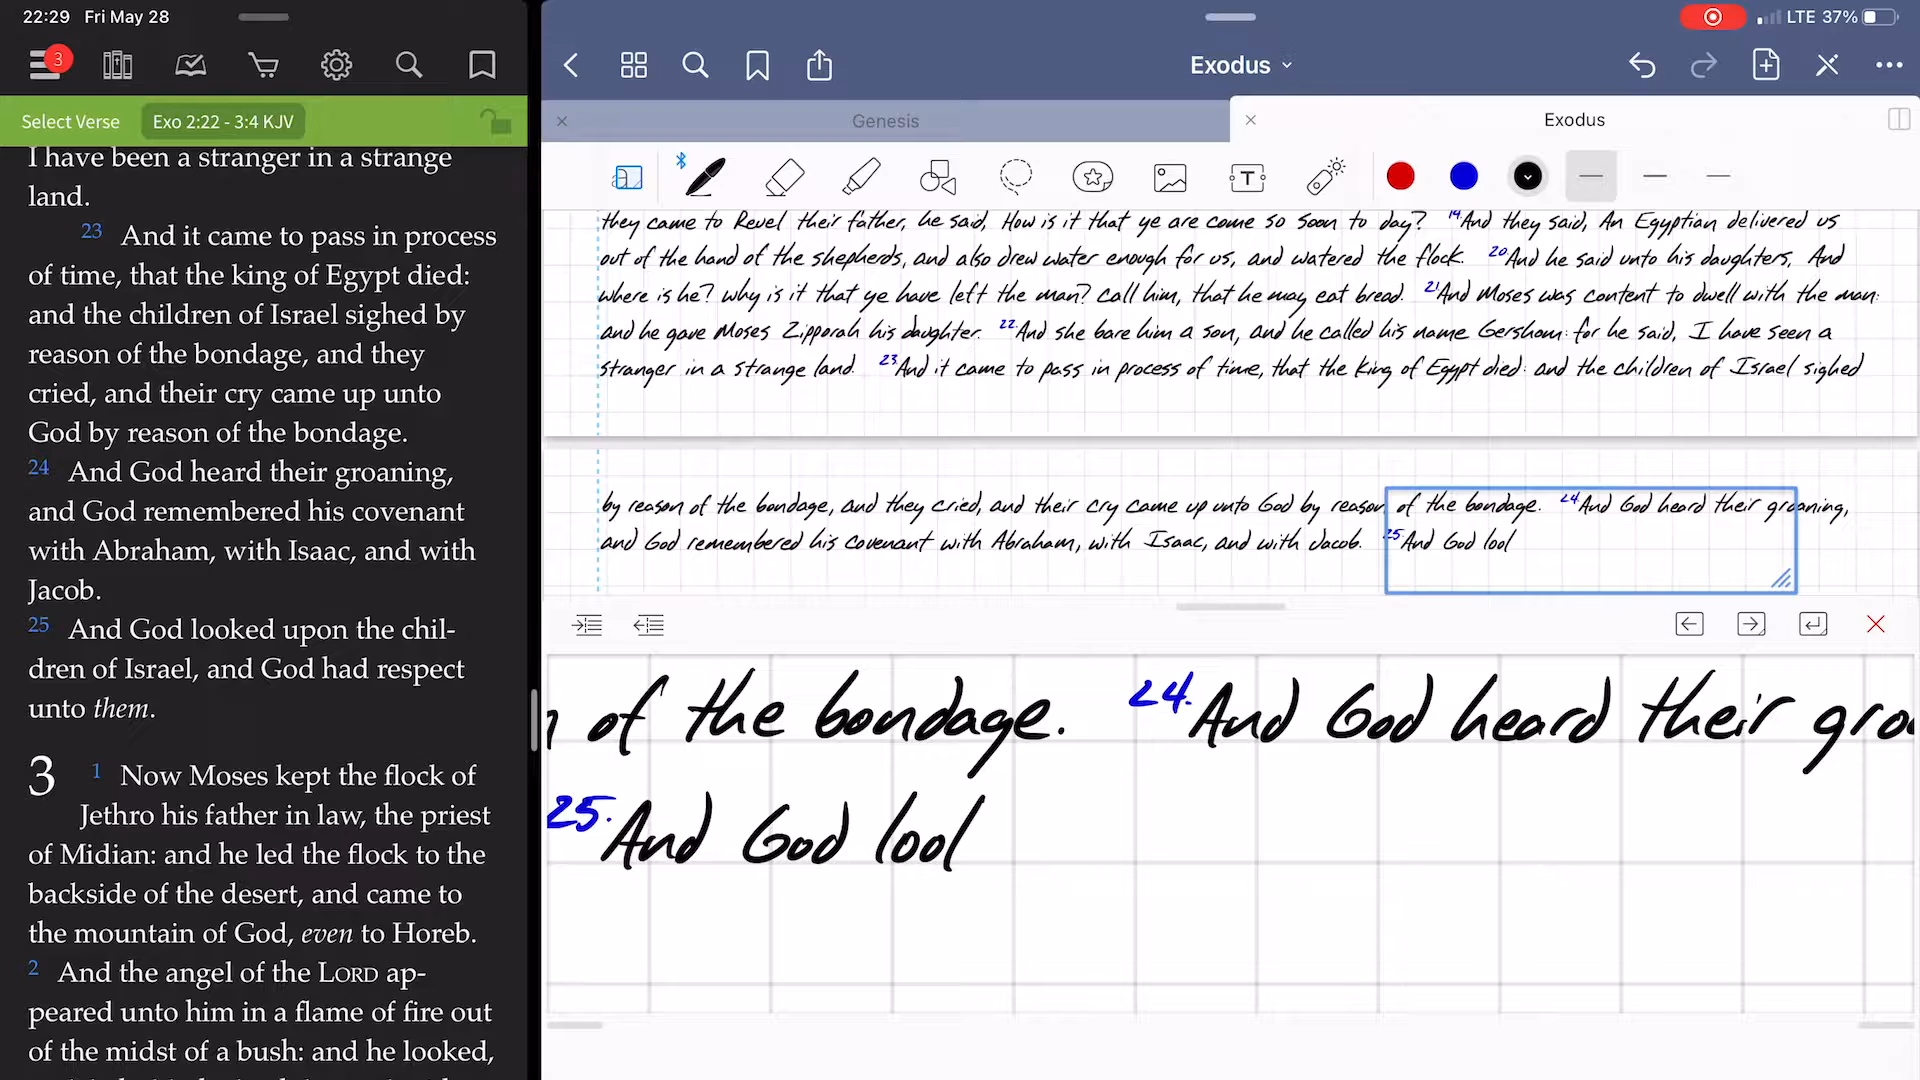 22:29 Fri May 28
LTE 37%
3
Exodus
Select Verse Exo 2:22 - 3:4 KJV
Genesis
Exodus
I have been a stranger in a strange
land.
23 And it came to pass in process
of time, that the king of Egypt died:
and the children of Israel sighed by
reason of the bondage, and they
cried, and their cry came up unto
God by reason of the bondage.
24 And God heard their groaning,
and God remembered his covenant
with Abraham, with Isaac, and with
Jacob.
25 And God looked upon the chil-
dren of Israel, and God had respect
unto them.
3 1 Now Moses kept the flock of
Jethro his father in law, the priest
of Midian: and he led the flock to the
backside of the desert, and came to
the mountain of God, even to Horeb.
2 And the angel of the LORD ap-
peared unto him in a flame of fire out
of the midst of a bush: and he looked,
they came to Revel their father, he said, How is it that ye are come so soon to day? 19 And they said, An Egyptian delivered us
out of the hand of the shepherds, and also drew water enough for us, and watered the flock. 20 And he said unto his daughters, And
where is he? why is it that ye have left the man? call him, that he may eat bread. 21 And Moses was content to dwell with the man:
and he gave Moses Zipporah his daughter. 22. And she bare him a son, and he called his name Gershom: for he said, I have seen a
stranger in a strange land. 23 And it came to pass in process of time, that the king of Egypt died: and the children of Israel sighed
by reason of the bondage, and they cried, and their cry came up unto God by reason of the bondage. 24. And God heard their groaning,
and God remembered his covenant with Abraham, with Isaac, and with Jacob. 25 And God lool
n of the bondage. 24. And God heard their groa
25. And God lool